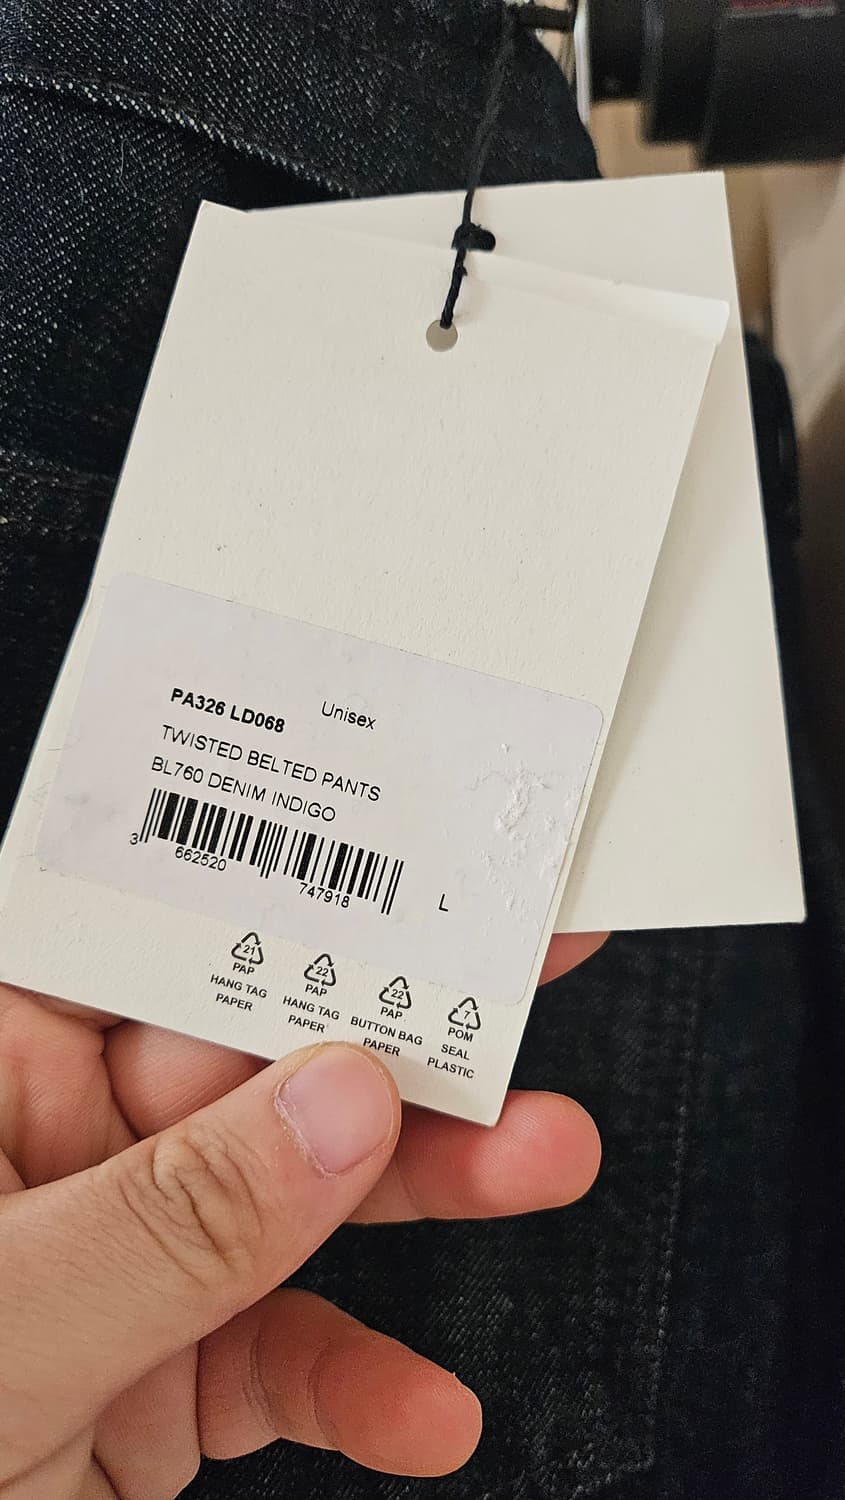 PA326 LD068 Unisex
TWISTED BELTED PANTS
BL760 DENIM INDIGO
3 662520 747918 L
21 22 22 7
PAP PAP PAP POM
HANG TAG HANG TAG BUTTON BAG SEAL
PAPER PAPER PAPER PLASTIC